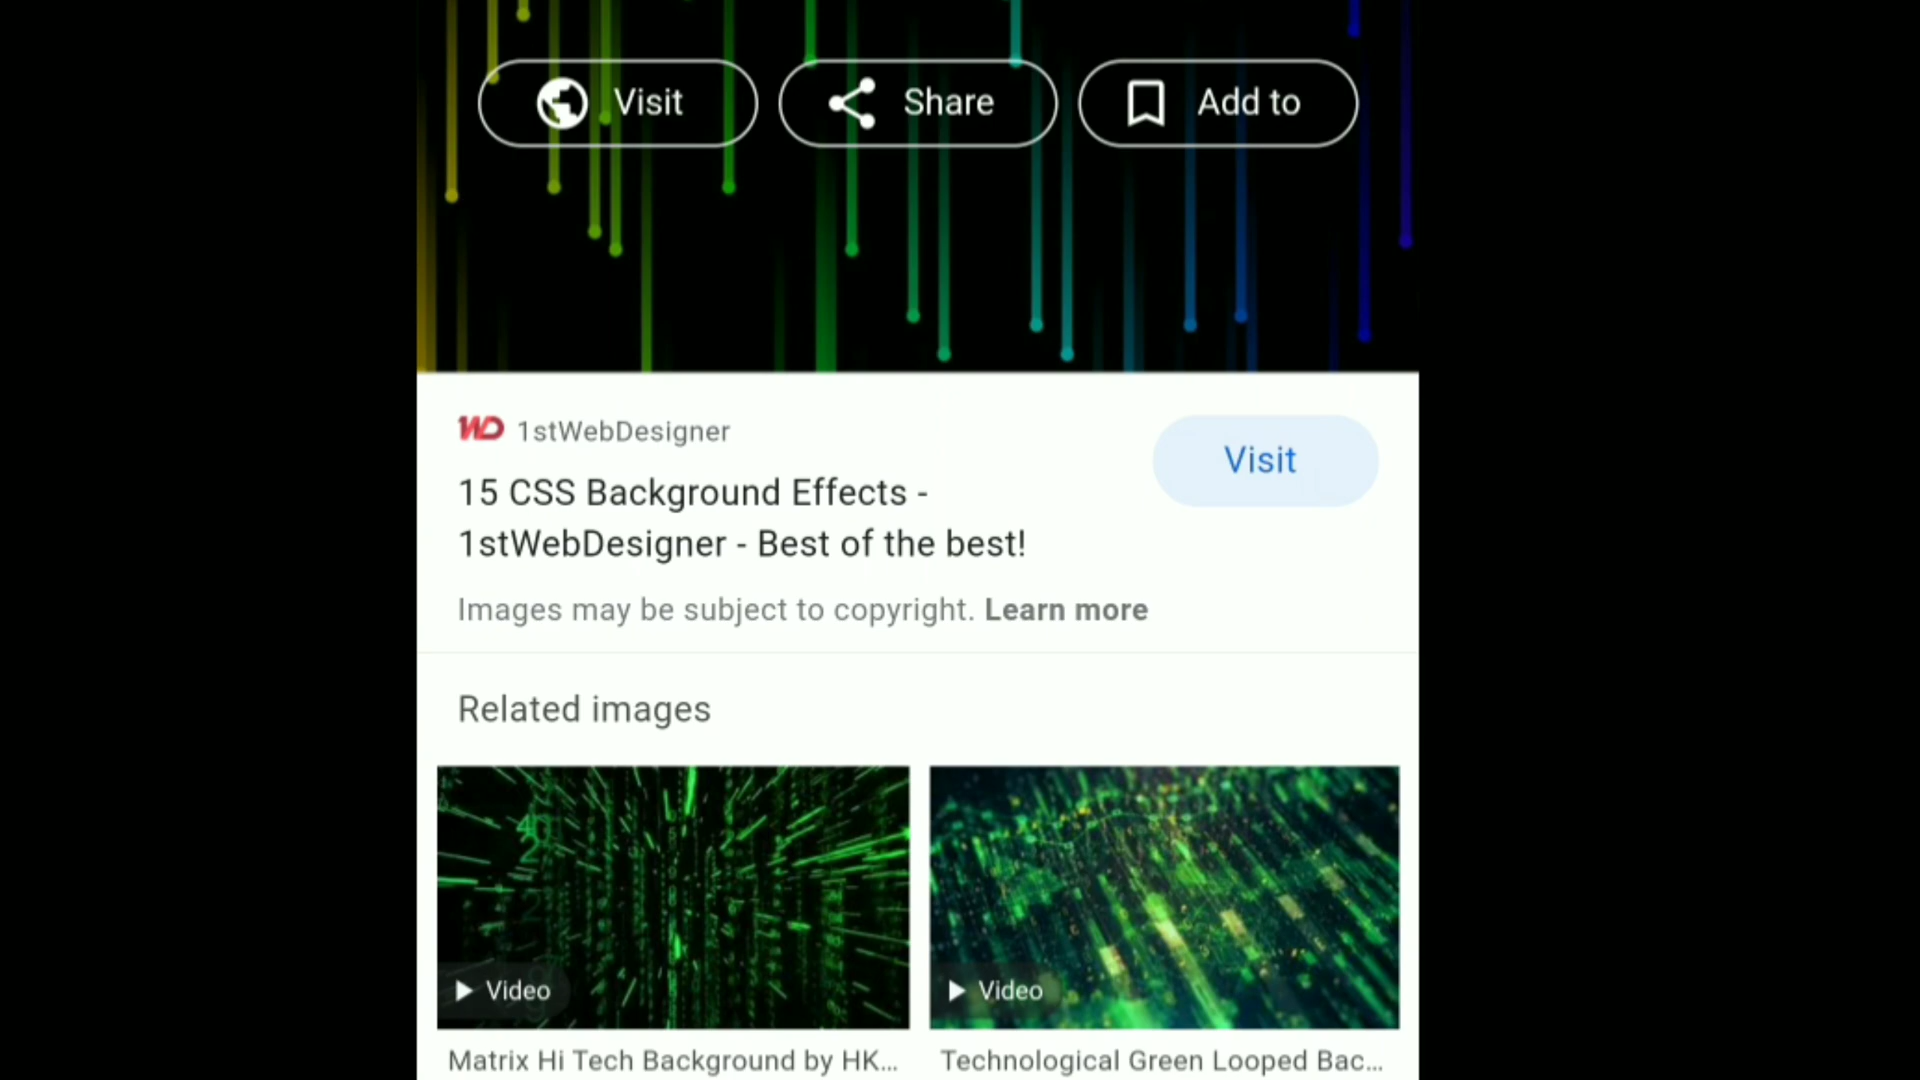 Visit Share Add to
1stWebDesigner
Visit
15 CSS Background Effects -
1stWebDesigner - Best of the best!
Images may be subject to copyright. Learn more
Related images
Video Video
Matrix Hi Tech Background by HK... Technological Green Looped Bac...